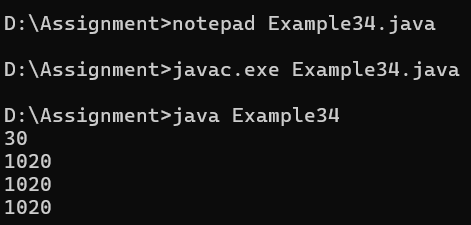 D:\Assignment>notepad Example34.java
D:\Assignment>javac.exe Example34.java
D:\Assignment>java Example34
30
1020
1020
1020